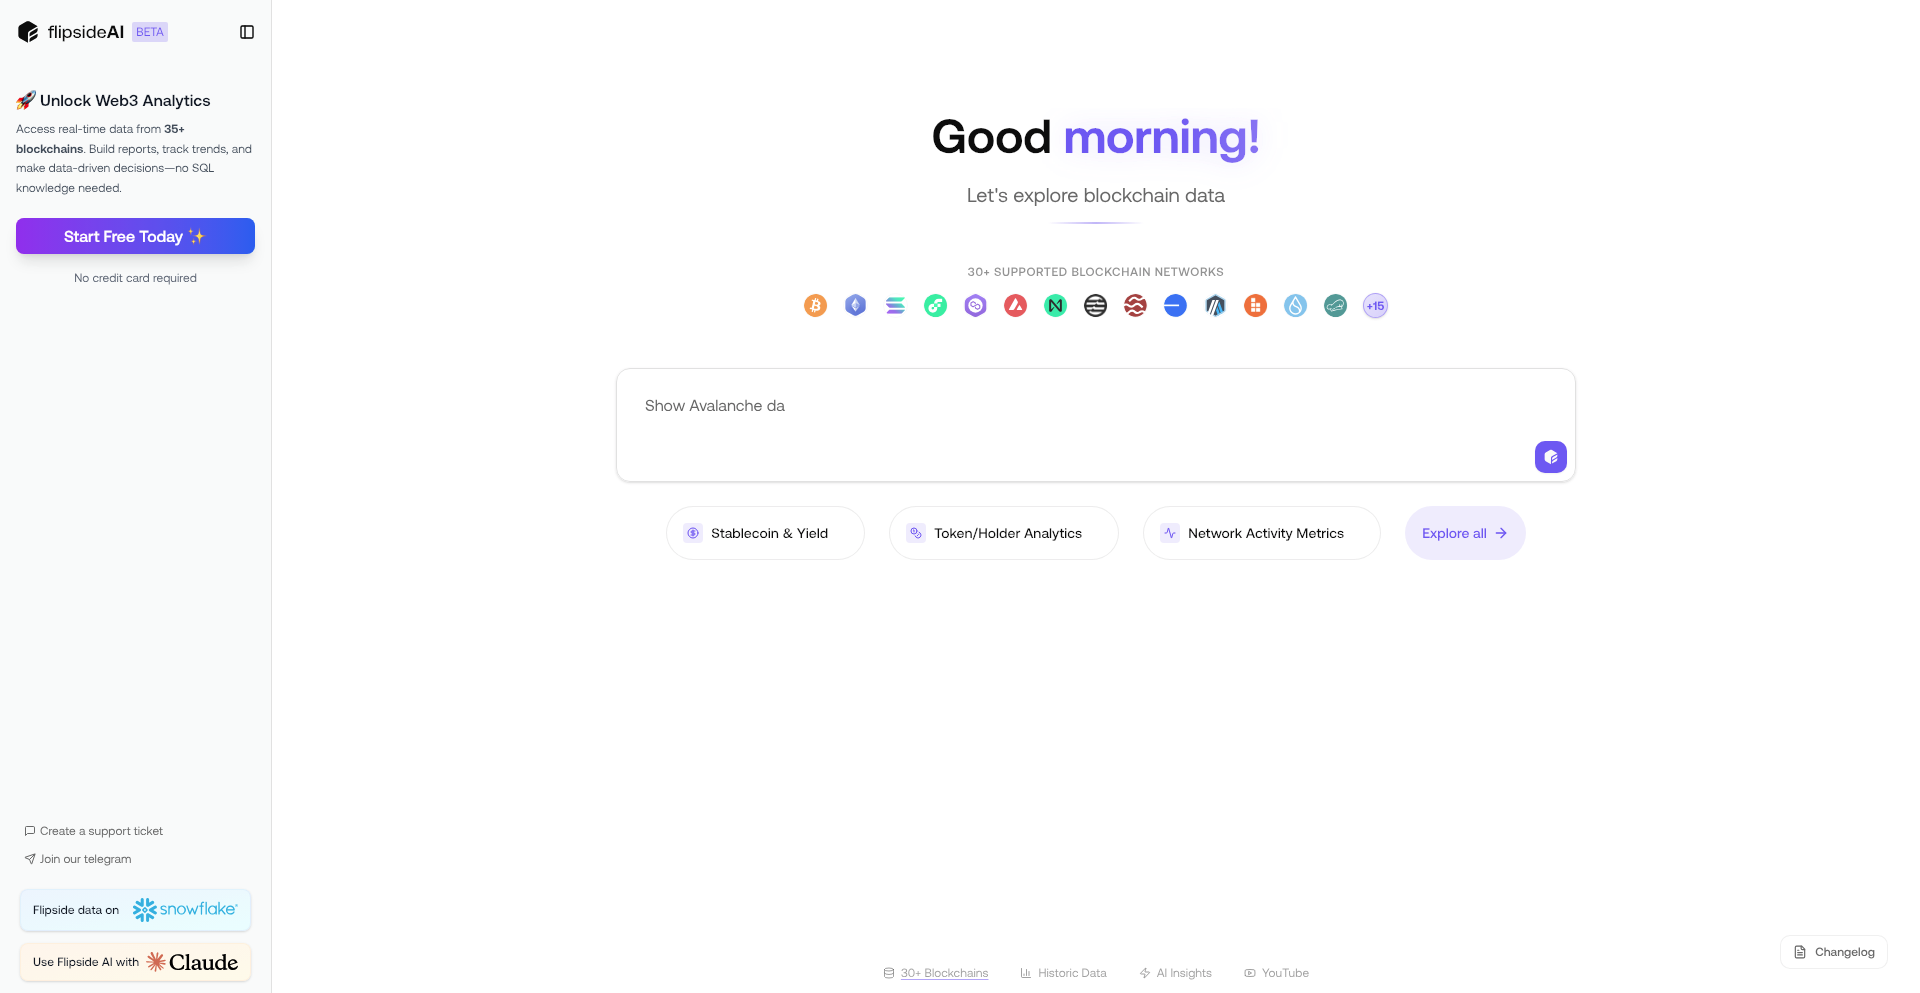 flipsideAI BETA
🚀 Unlock Web3 Analytics
Access real-time data from 35+
blockchains. Build reports, track trends, and
make data-driven decisions—no SQL
knowledge needed.
Start Free Today ✨
No credit card required
Create a support ticket
Join our telegram
Flipside data on snowflake
Use Flipside AI with Claude
Good morning!
Let's explore blockchain data
30+ SUPPORTED BLOCKCHAIN NETWORKS
+15
Show Avalanche da
Stablecoin & Yield
Token/Holder Analytics
Network Activity Metrics
Explore all
30+ Blockchains
Historic Data
AI Insights
YouTube
Changelog